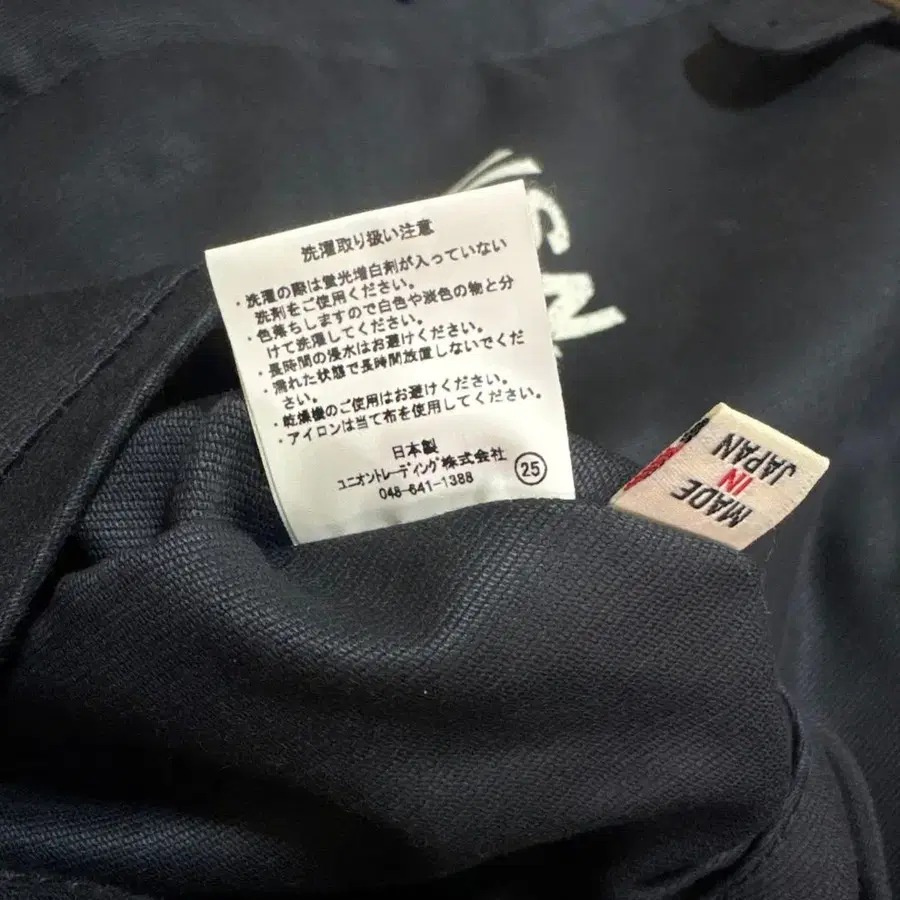 洗濯取り扱い注意
・洗濯の際は蛍光増白剤が入っていない
洗剤をご使用ください。
・色落ちしますので白色や淡色の物と分
けて洗濯してください。
・長時間の浸水はお避けください。
・濡れた状態で長時間放置しないでくだ
さい。
・乾燥機のご使用はお避けください。
・アイロンは当て布を使用してください。
日本製
ユニオントレーディング株式会社
048-641-1388
25
MADE
IN
JAPAN